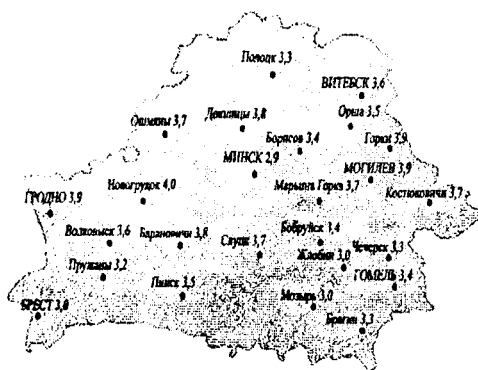 Полоцк 3,3
ВИТЕБСК 3,6
Докшицы 3,8
Орша 3,5
Ошмяны 3,7
Борисов 3,4
Горки 3,9
МИНСК 2,9
МОГИЛЕВ 3,9
Новогрудок 4,0
Марьина Горка 3,7
Костюковичи 3,7
ГРОДНО 3,9
Волковыск 3,6
Барановичи 3,8
Бобруйск 3,4
Слуцк 3,7
Чечерск 3,3
Жлобин 3,0
Пружаны 3,2
ГОМЕЛЬ 3,4
Пинск 3,5
Мозырь 3,0
БРЕСТ
Брагин 3,3